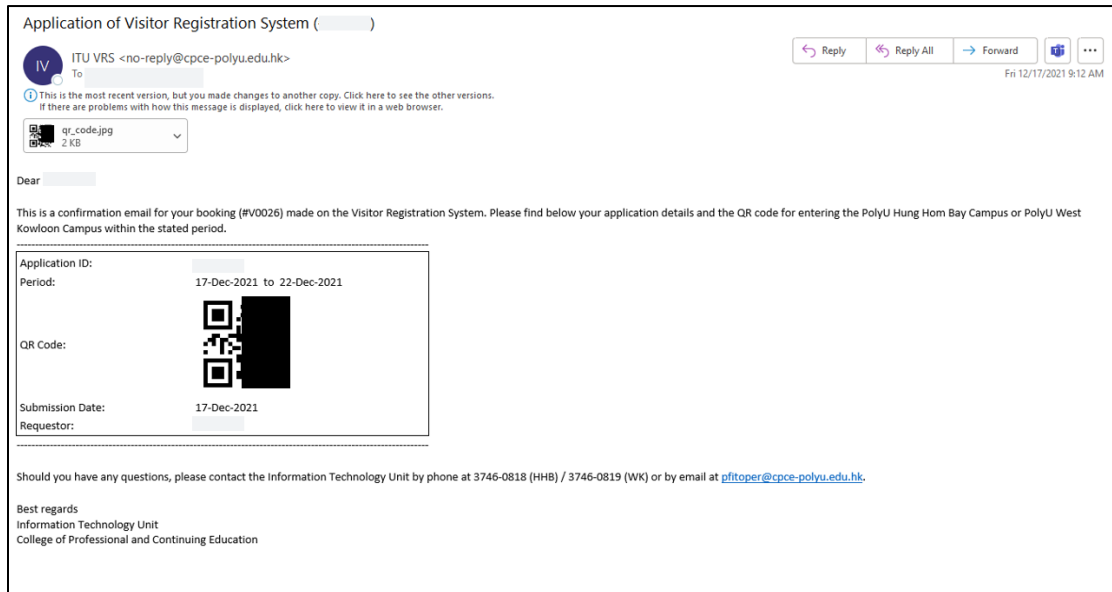 Application of Visitor Registration System ( )
IV
ITU VRS <no-reply@cpce-polyu.edu.hk>
To
Reply
Reply All
Forward
Fri 12/17/2021 9:12 AM
This is the most recent version, but you made changes to another copy. Click here to see the other versions.
If there are problems with how this message is displayed, click here to view it in a web browser.
qr_code.jpg
2 KB
Dear
This is a confirmation email for your booking (#V0026) made on the Visitor Registration System. Please find below your application details and the QR code for entering the PolyU Hung Hom Bay Campus or PolyU West
Kowloon Campus within the stated period.
Application ID:
Period: 17-Dec-2021 to 22-Dec-2021
QR Code:
Submission Date: 17-Dec-2021
Requestor:
Should you have any questions, please contact the Information Technology Unit by phone at 3746-0818 (HHB) / 3746-0819 (WK) or by email at pfitoper@cpce-polyu.edu.hk.
Best regards
Information Technology Unit
College of Professional and Continuing Education